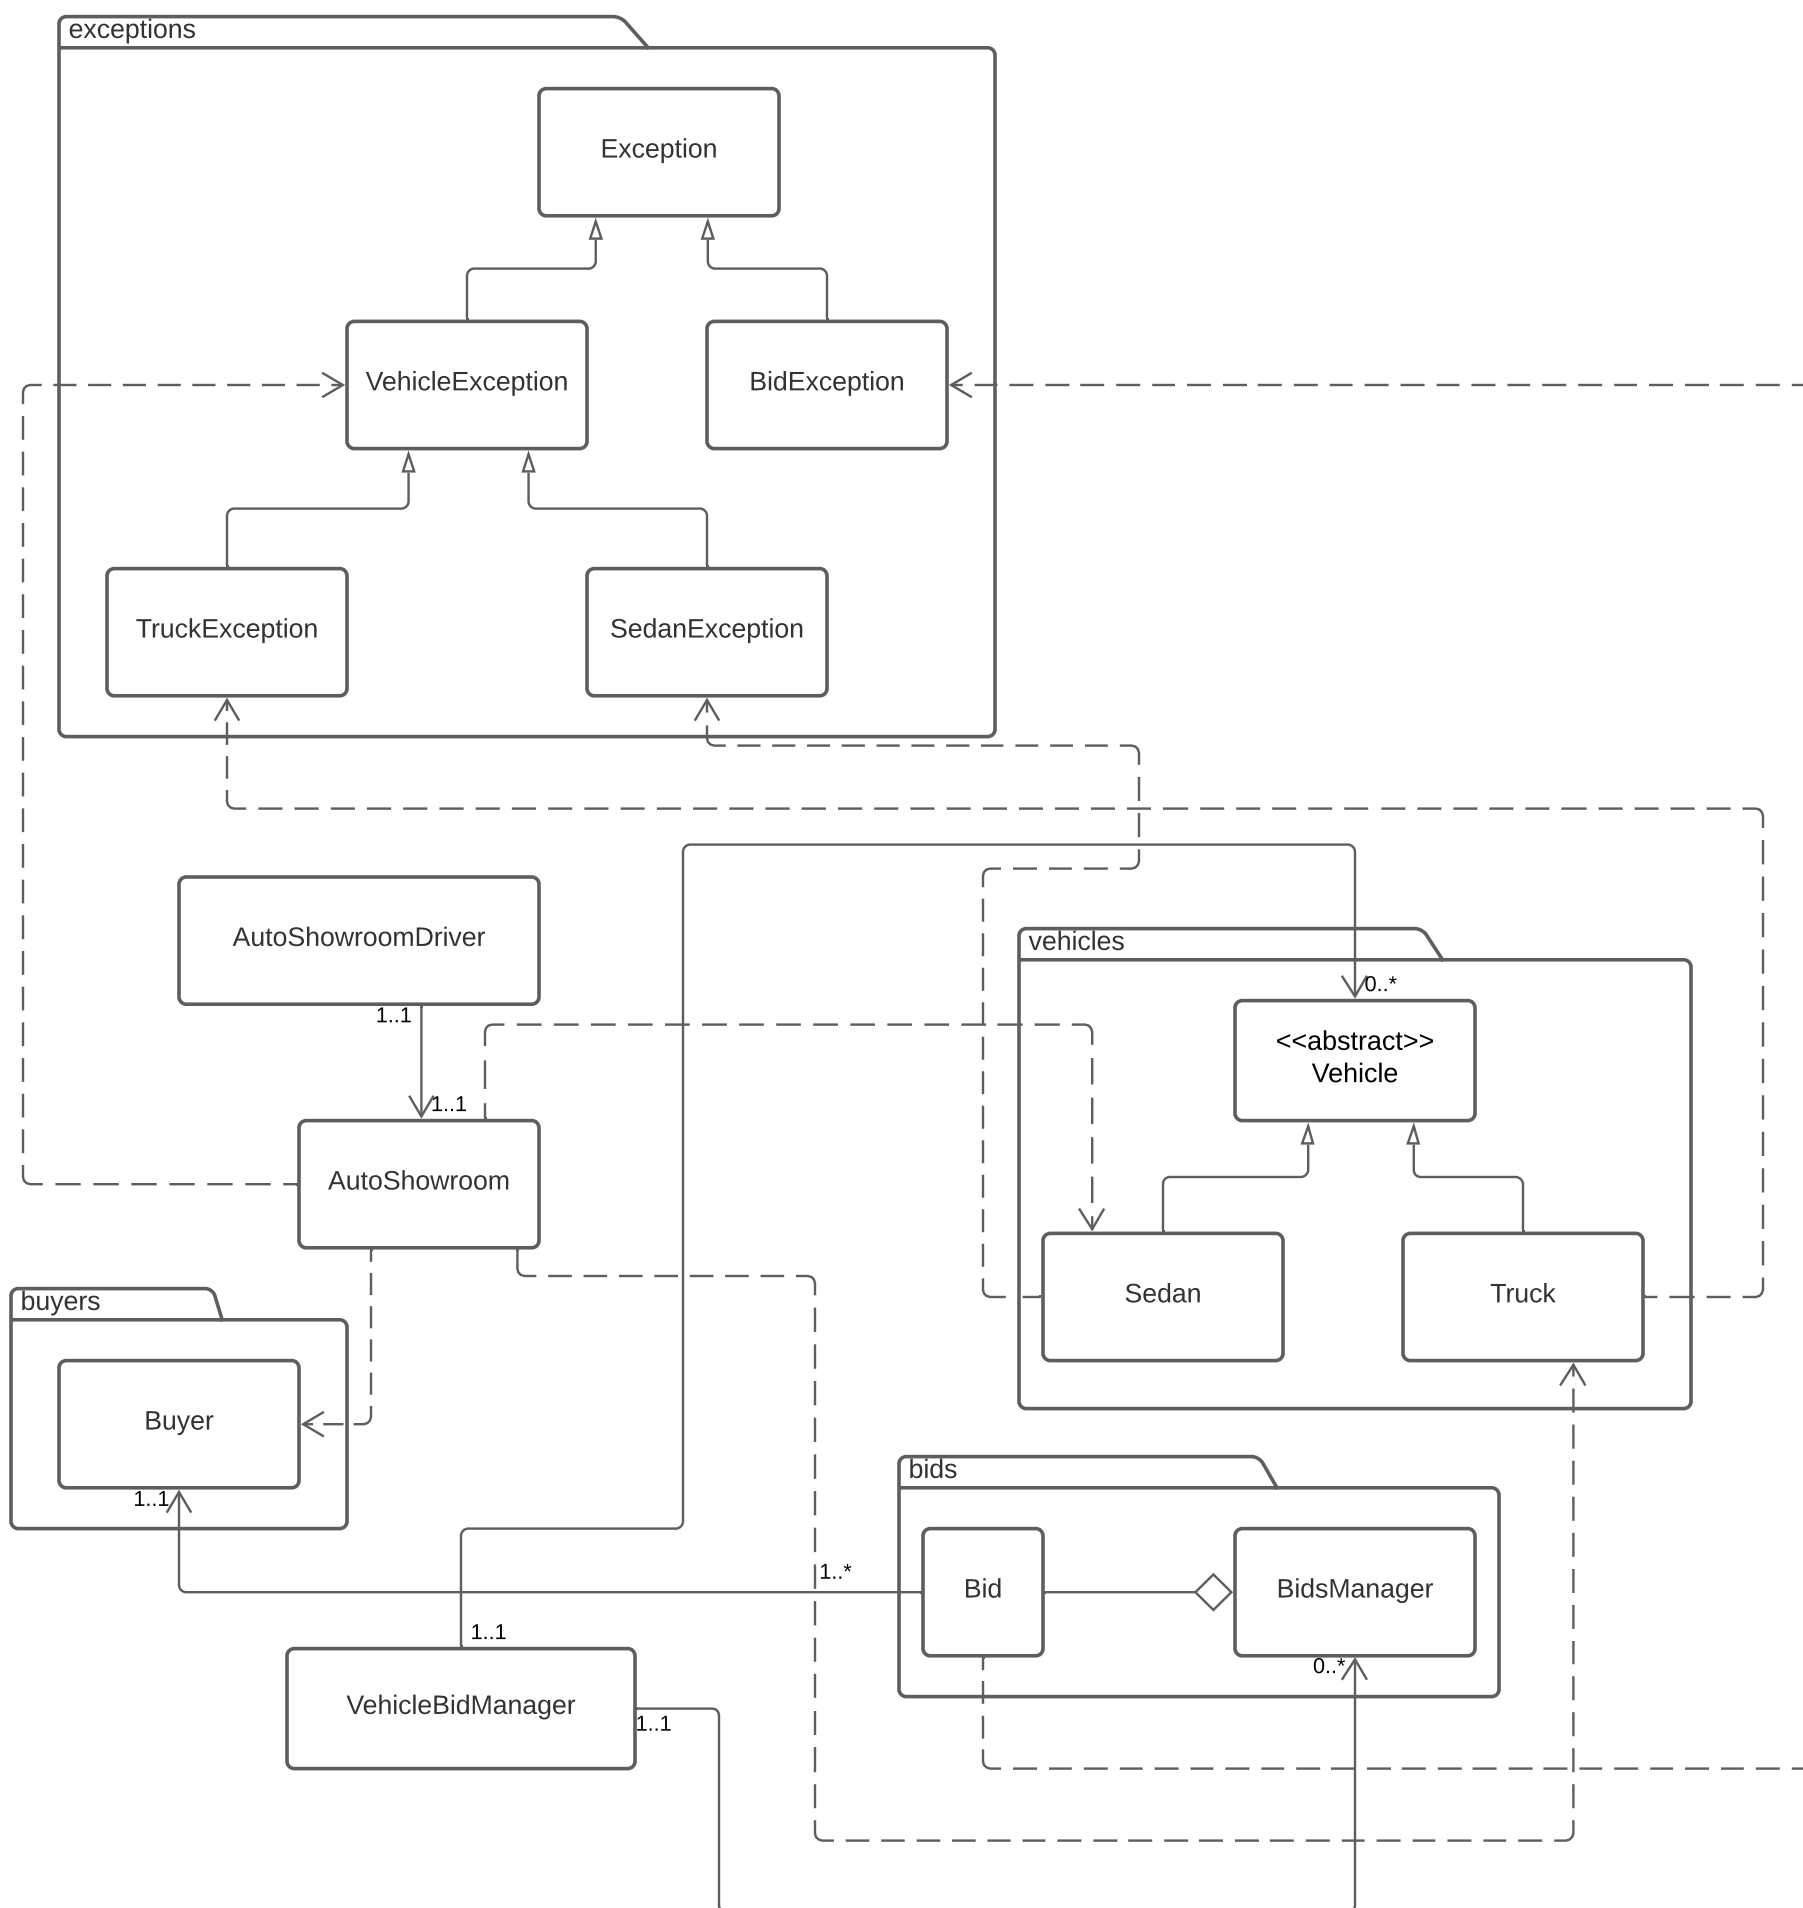 exceptions
Exception
VehicleException
BidException
TruckException
SedanException
AutoShowroomDriver
vehicles
0..*
1..1
<<abstract>>
Vehicle
1..1
AutoShowroom
Sedan
Truck
buyers
Buyer
bids
1..1
1..*
Bid
BidsManager
1..1
0..*
VehicleBidManager
1..1